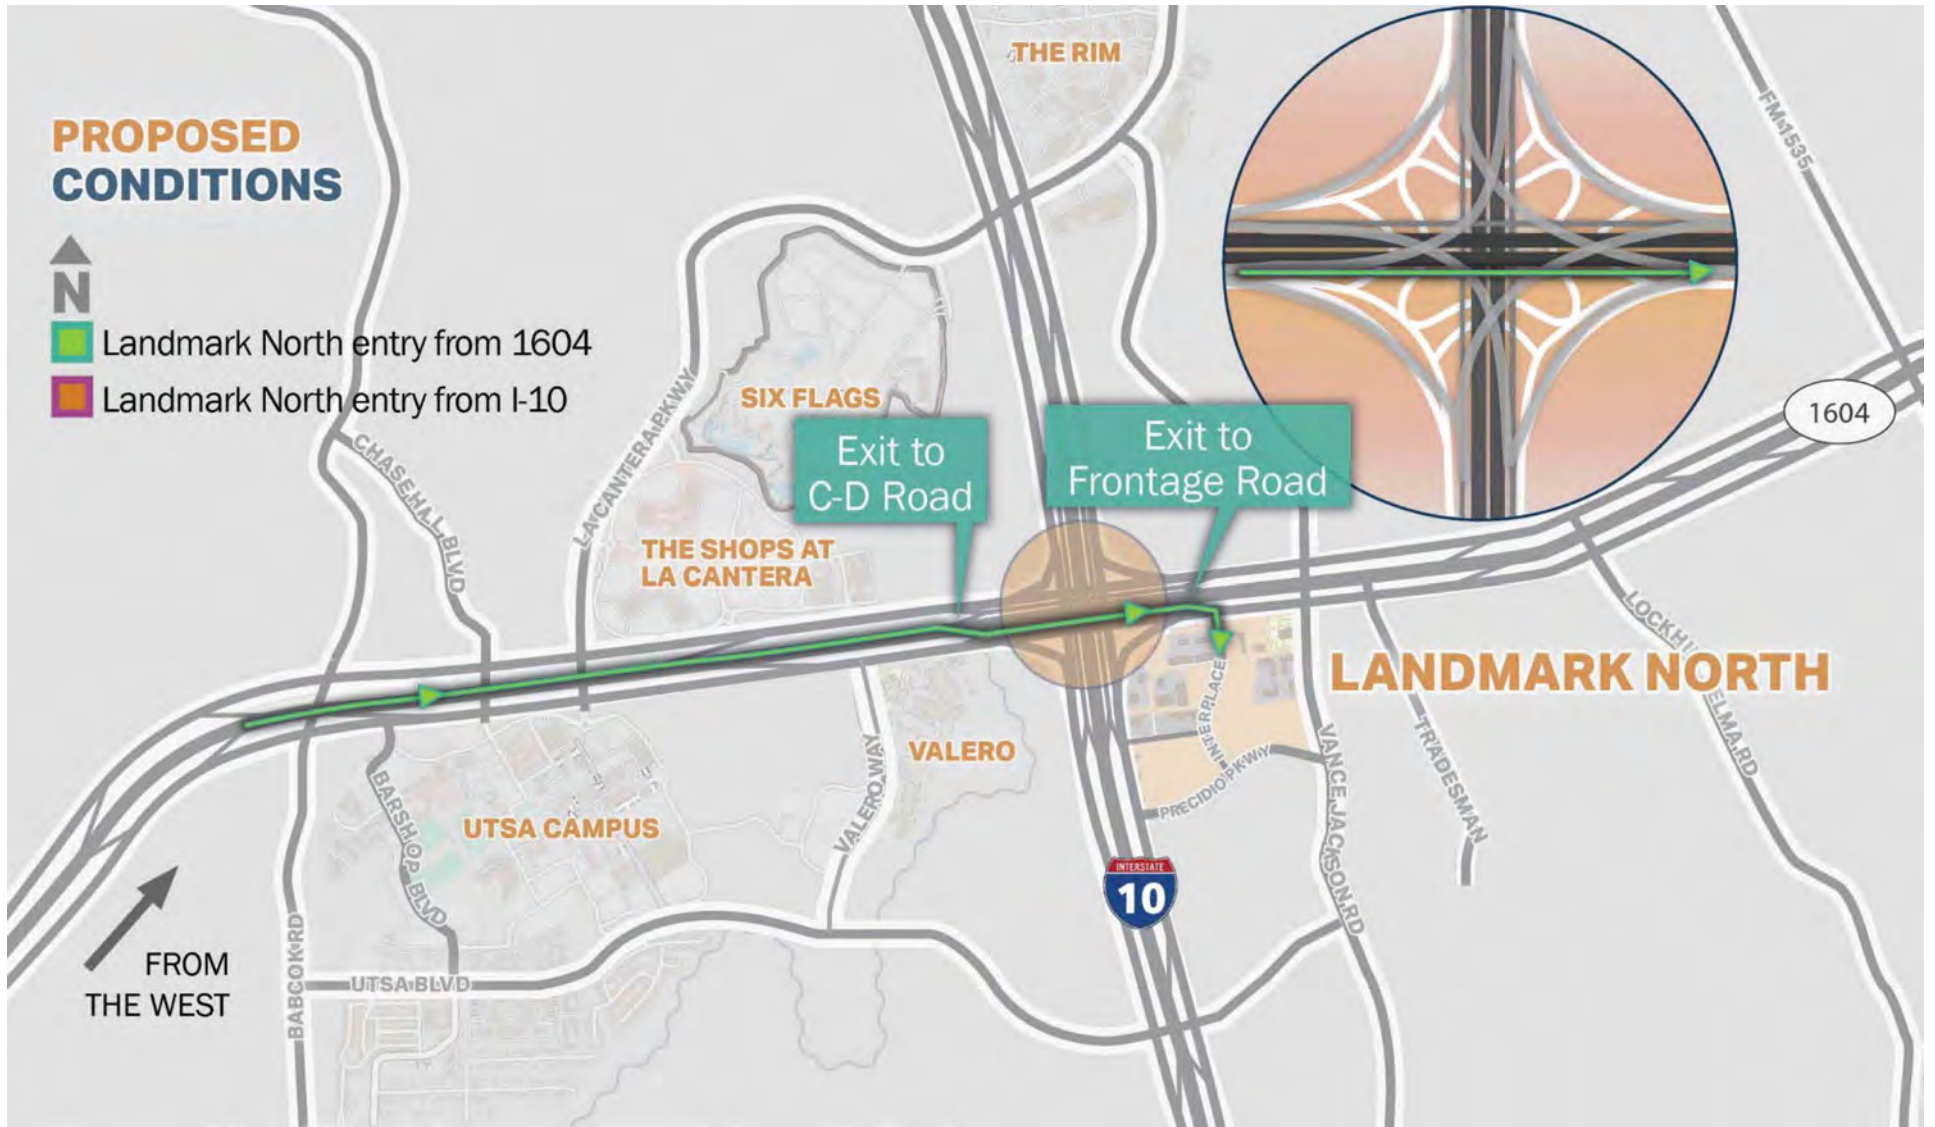 THE RIM
PROPOSED
CONDITIONS
N
Landmark North entry from 1604
Landmark North entry from I-10
FM 1535
1604
SIX FLAGS
LA CANTERA PKWY
CHASE HILL BLVD
Exit to
C-D Road
Exit to
Frontage Road
THE SHOPS AT
LA CANTERA
LANDMARK NORTH
INTERPLACE
PRECIDIO PKWY
VANCE JACKSON RD
TRADESMAN
LOCKHI
ELMA RD
VALERO
VALERO WAY
UTSA CAMPUS
BARSHOP BLVD
INTERSTATE
10
FROM
THE WEST
BABCOK RD
UTSA BLVD